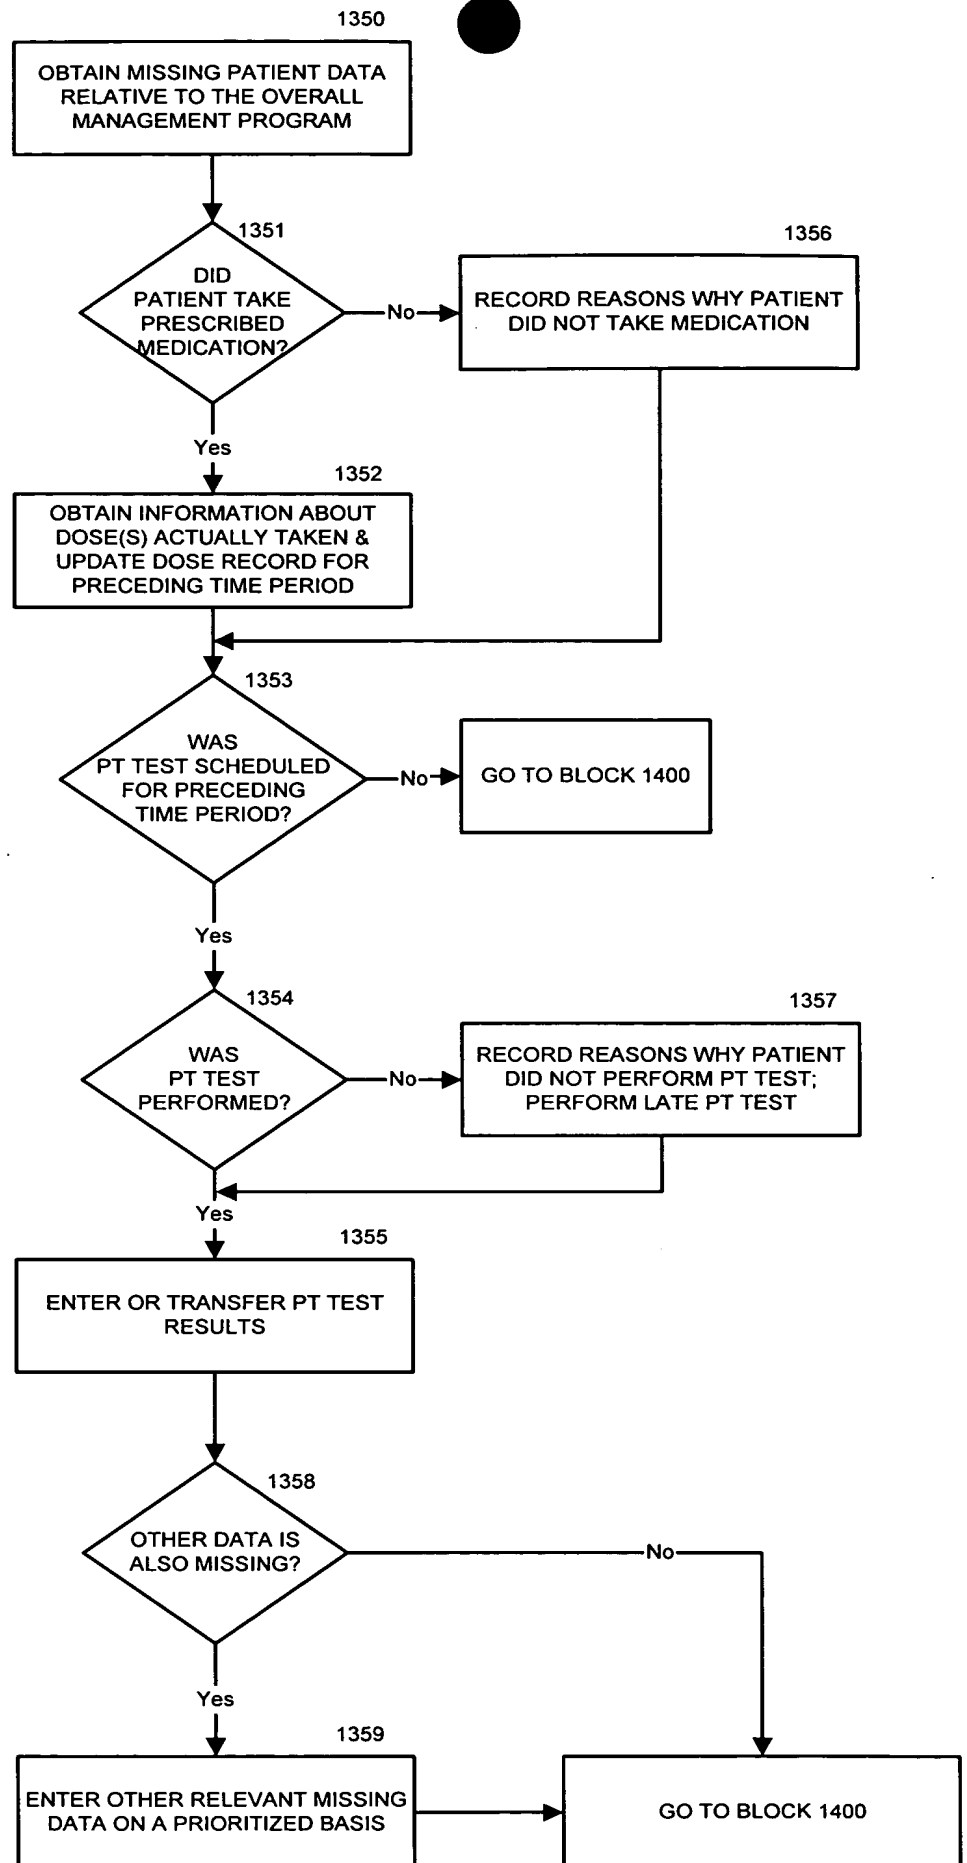 1350
OBTAIN MISSING PATIENT DATA
RELATIVE TO THE OVERALL
MANAGEMENT PROGRAM
1351
DID
PATIENT TAKE
PRESCRIBED
MEDICATION?
No
1356
RECORD REASONS WHY PATIENT
DID NOT TAKE MEDICATION
Yes
1352
OBTAIN INFORMATION ABOUT
DOSE(S) ACTUALLY TAKEN &
UPDATE DOSE RECORD FOR
PRECEDING TIME PERIOD
1353
WAS
PT TEST SCHEDULED
FOR PRECEDING
TIME PERIOD?
No
GO TO BLOCK 1400
Yes
1354
WAS
PT TEST
PERFORMED?
No
1357
RECORD REASONS WHY PATIENT
DID NOT PERFORM PT TEST;
PERFORM LATE PT TEST
Yes
1355
ENTER OR TRANSFER PT TEST
RESULTS
1358
OTHER DATA IS
ALSO MISSING?
No
Yes
1359
ENTER OTHER RELEVANT MISSING
DATA ON A PRIORITIZED BASIS
GO TO BLOCK 1400